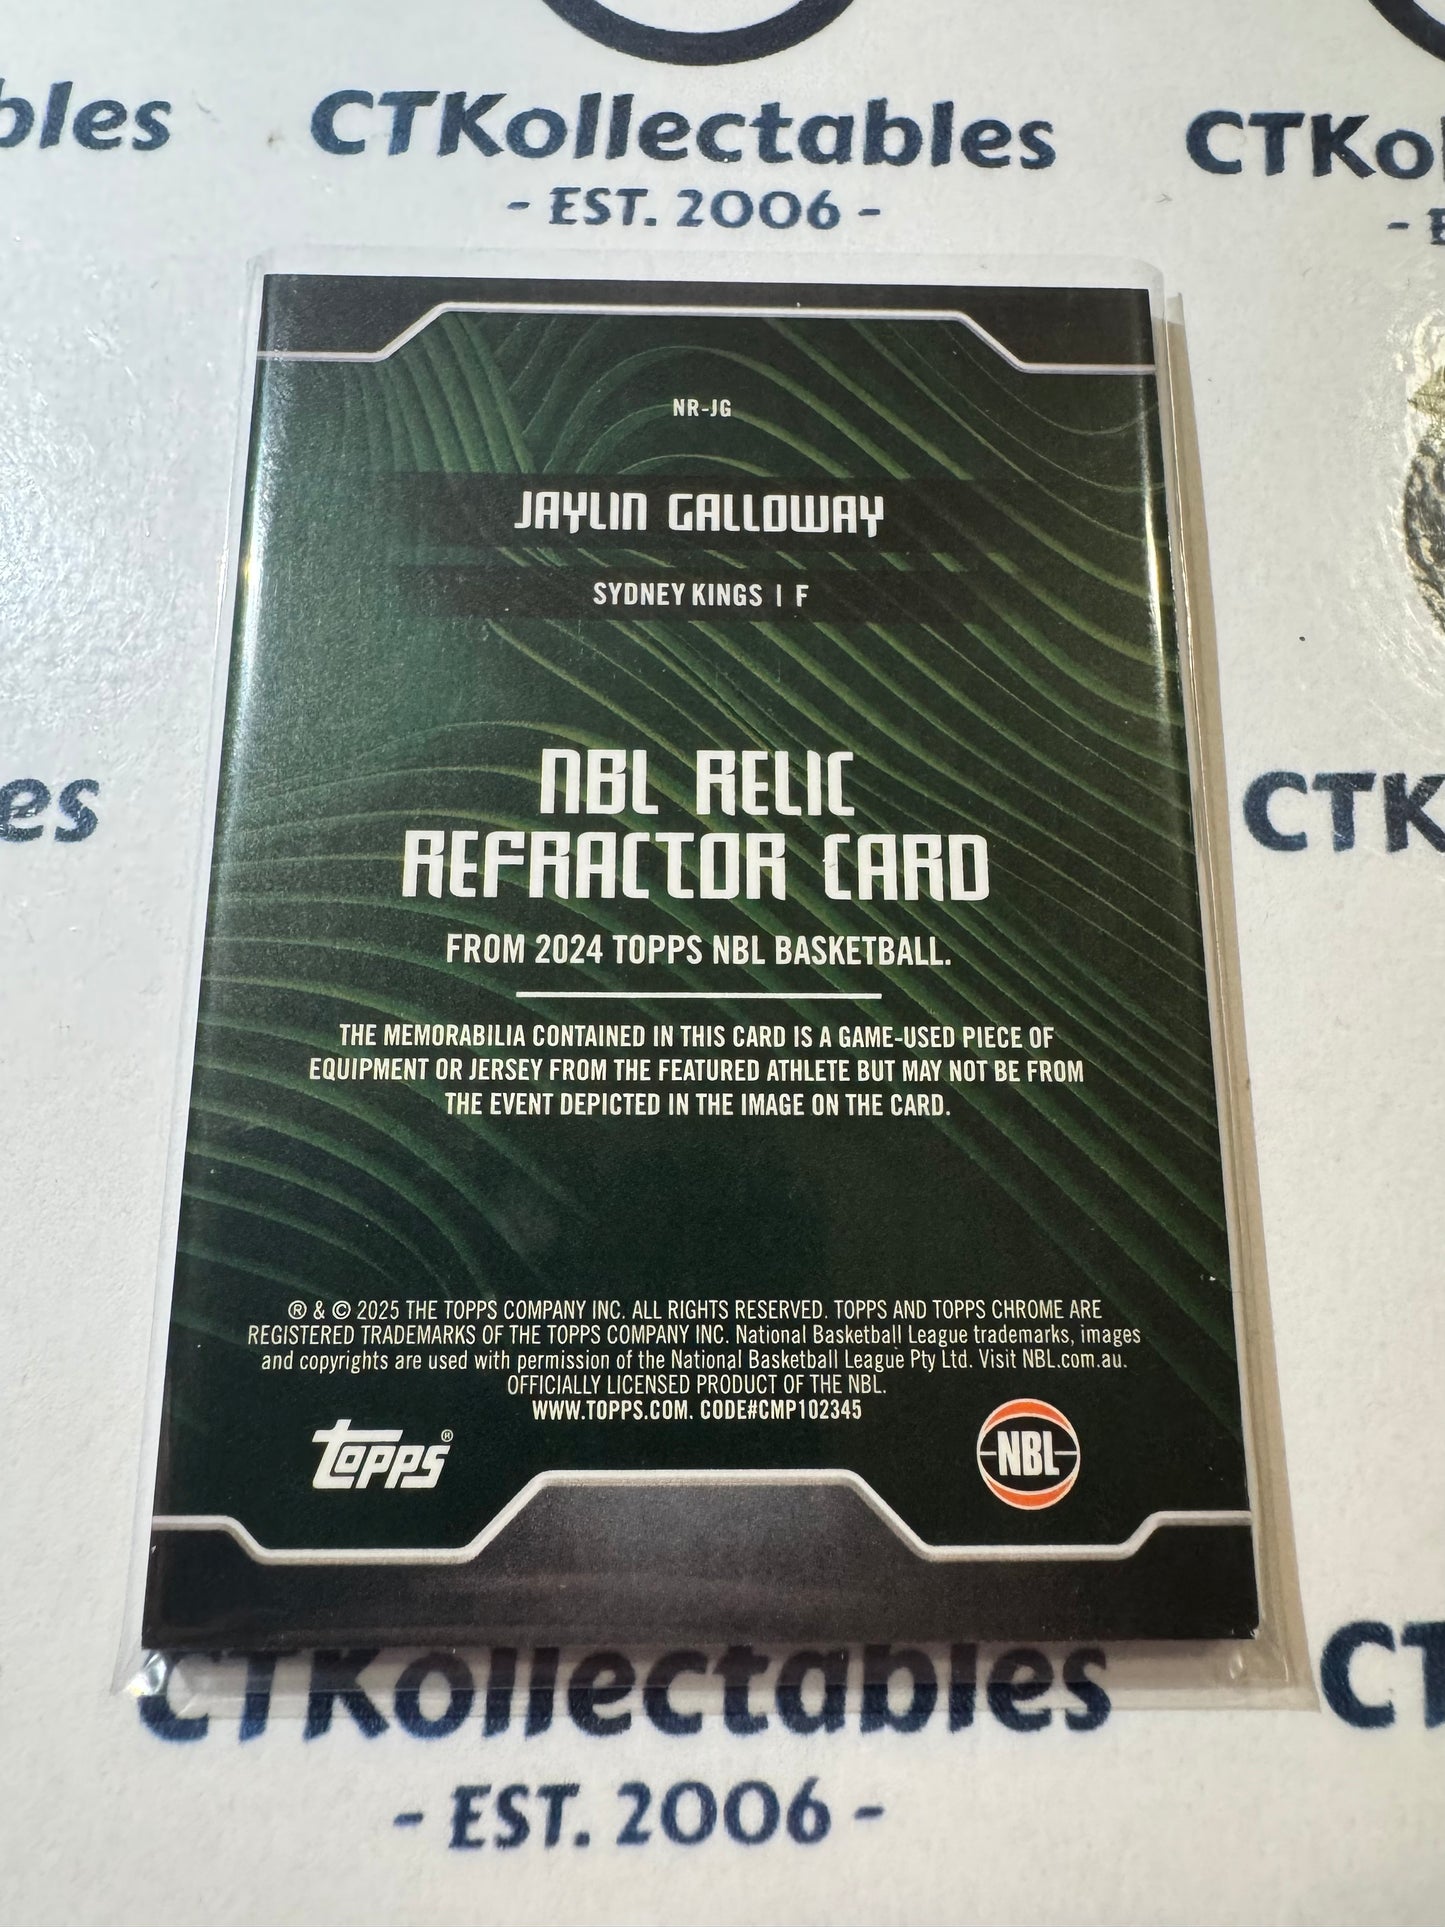 bles CTKollectables CTKol
- EST. 2006 -
NR-JG
JAYLIN GALLOWAY
SYDNEY KINGS | F
es CTK
NBL RELIC
REFRACTOR CARD
FROM 2024 TOPPS NBL BASKETBALL.
THE MEMORABILIA CONTAINED IN THIS CARD IS A GAME-USED PIECE OF
EQUIPMENT OR JERSEY FROM THE FEATURED ATHLETE BUT MAY NOT BE FROM
THE EVENT DEPICTED IN THE IMAGE ON THE CARD.
® & © 2025 THE TOPPS COMPANY INC. ALL RIGHTS RESERVED. TOPPS AND TOPPS CHROME ARE
REGISTERED TRADEMARKS OF THE TOPPS COMPANY INC. National Basketball League trademarks, images
and copyrights are used with permission of the National Basketball League Pty Ltd. Visit NBL.com.au.
OFFICIALLY LICENSED PRODUCT OF THE NBL.
WWW.TOPPS.COM. CODE#CMP102345
Topps ® NBL
CTKollectables CT
- EST. 2006 -